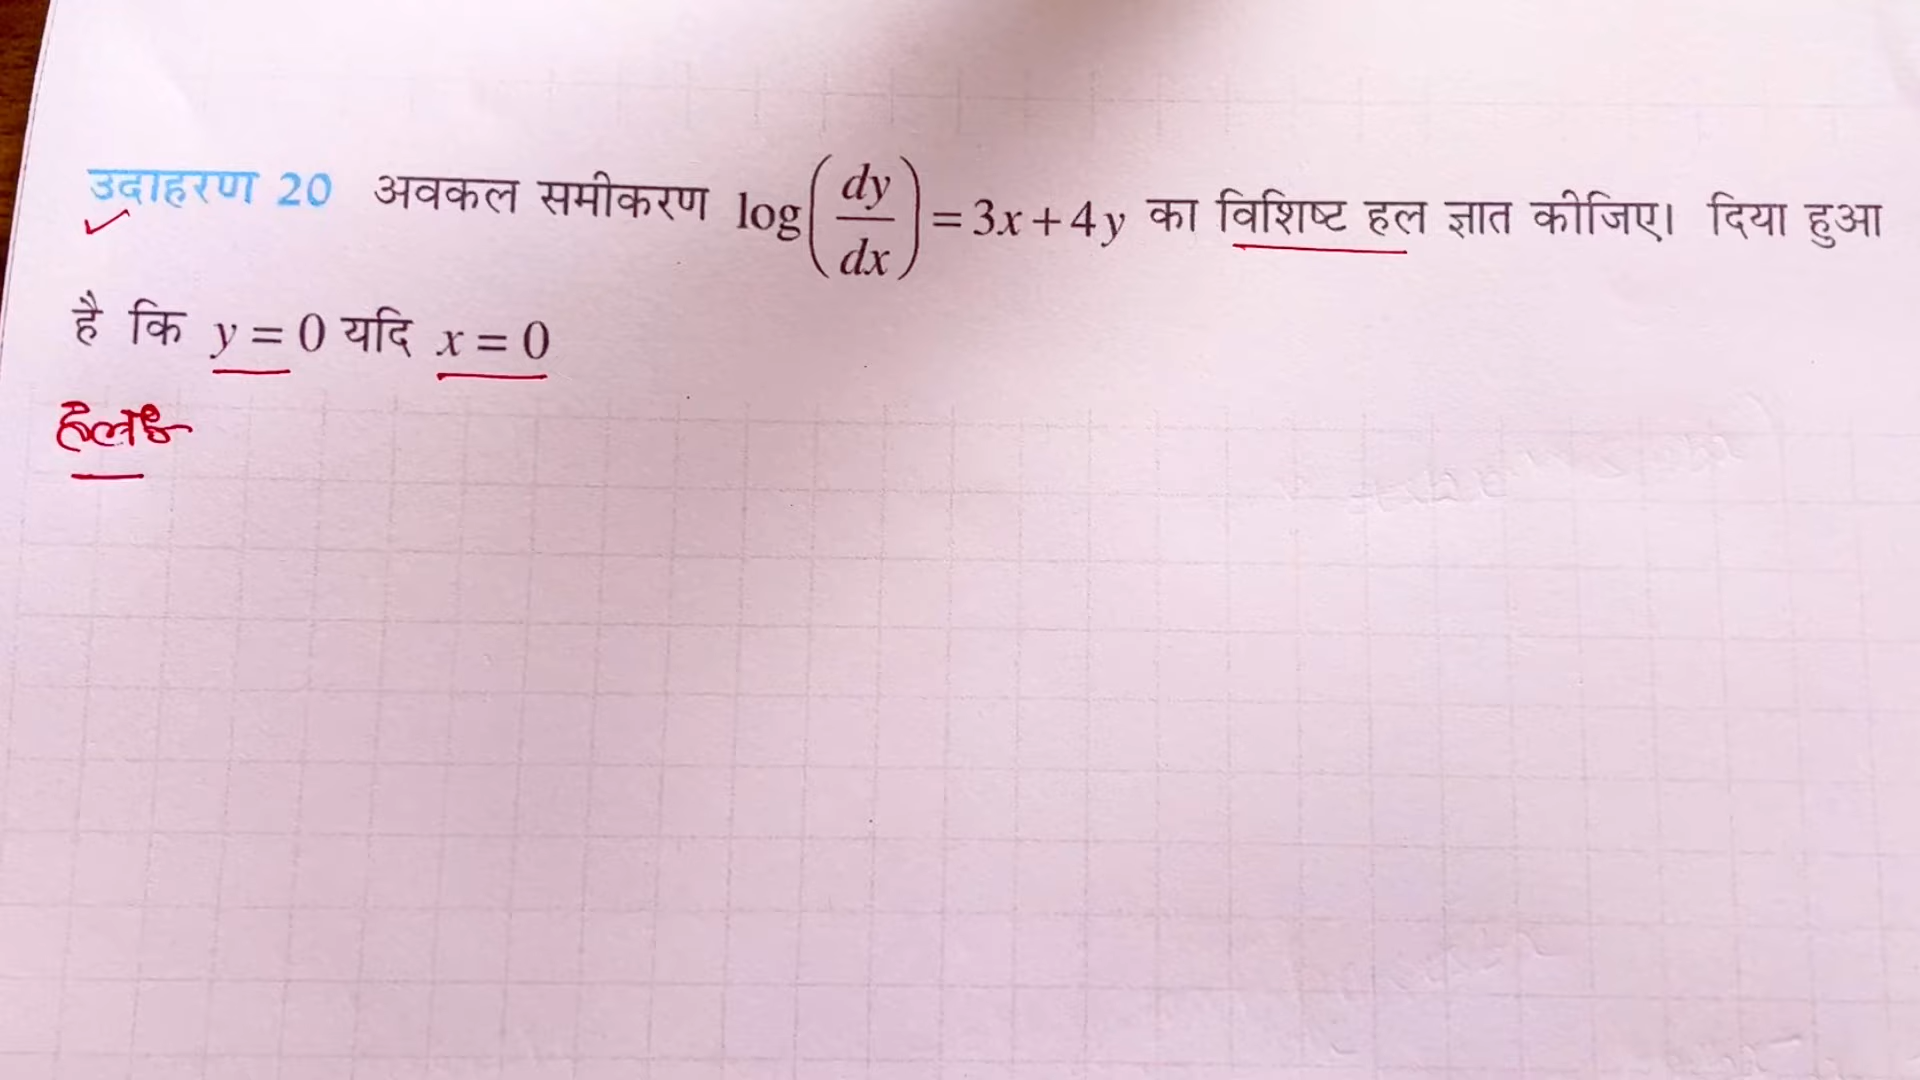 उदाहरण 20 अवकल समीकरण log(dy/dx) = 3x + 4y का विशिष्ट हल ज्ञात कीजिए। दिया हुआ
है कि y = 0 यदि x = 0
हलः